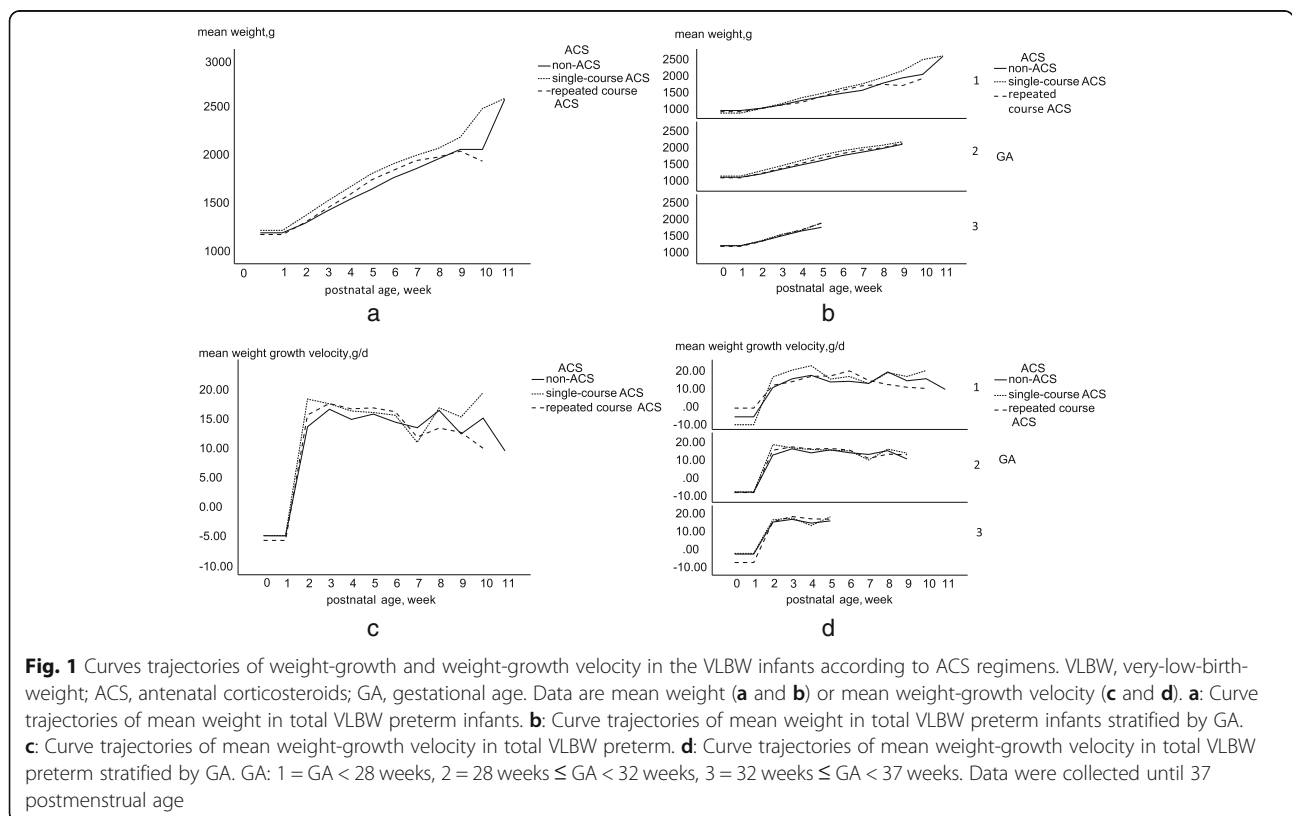 mean weight,g
3000
2500
2000
1500
1000
0 1 2 3 4 5 6 7 8 9 10 11
postnatal age, week
ACS
non-ACS
single-course ACS
repeated course
ACS
a
mean weight,g
2500
2000
1500
1000
2500
2000
1500
1000
2500
2000
1500
1000
0 1 2 3 4 5 6 7 8 9 10 11
postnatal age, week
1
2
3
GA
ACS
non-ACS
single-course ACS
repeated
course ACS
b
mean weight growth velocity,g/d
20.00
15.00
10.00
5.00
0.00
-5.00
-10.00
0 1 2 3 4 5 6 7 8 9 10 11
postnatal age, week
ACS
non-ACS
single-course ACS
repeated course ACS
c
mean weight growth velocity,g/d
20.00
10.00
.00
-10.00
20.00
10.00
.00
-10.00
20.00
10.00
.00
-10.00
0 1 2 3 4 5 6 7 8 9 10 11
postnatal age, week
1
2
3
GA
ACS
non-ACS
single-course ACS
repeated course
ACS
d
Fig. 1 Curves trajectories of weight-growth and weight-growth velocity in the VLBW infants according to ACS regimens. VLBW, very-low-birth-
weight; ACS, antenatal corticosteroids; GA, gestational age. Data are mean weight (a and b) or mean weight-growth velocity (c and d). a: Curve
trajectories of mean weight in total VLBW preterm infants. b: Curve trajectories of mean weight in total VLBW preterm infants stratified by GA.
c: Curve trajectories of mean weight-growth velocity in total VLBW preterm. d: Curve trajectories of mean weight-growth velocity in total VLBW
preterm stratified by GA. GA: 1 = GA < 28 weeks, 2 = 28 weeks ≤ GA < 32 weeks, 3 = 32 weeks ≤ GA < 37 weeks. Data were collected until 37
postmenstrual age